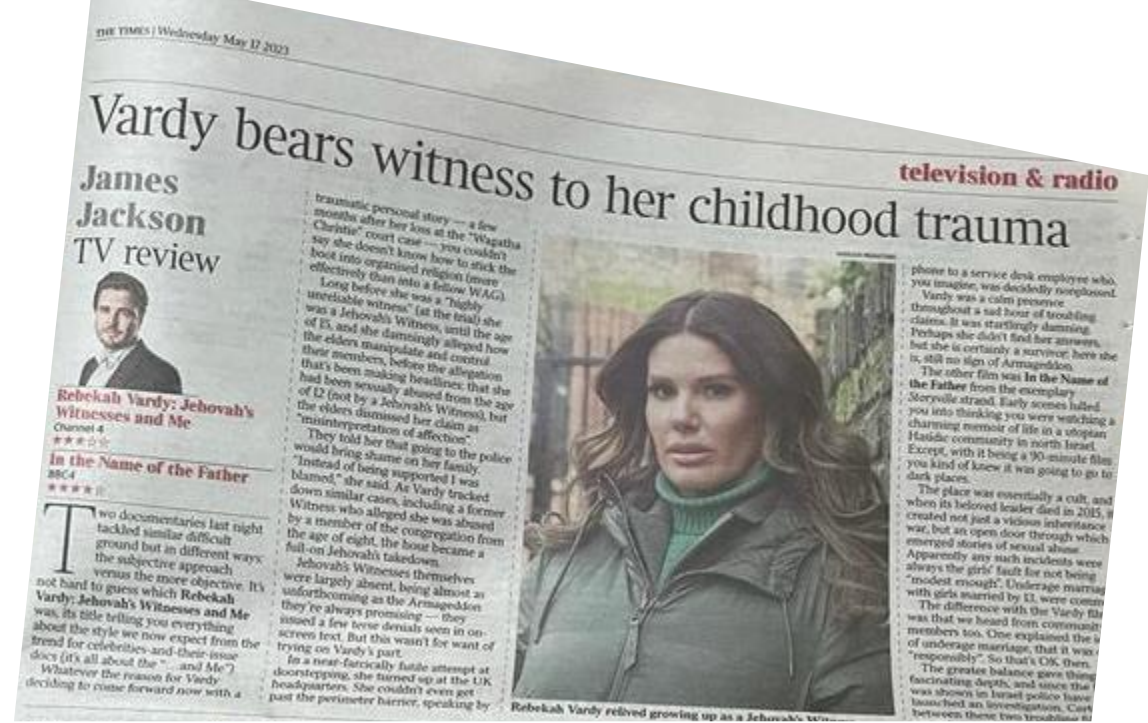 THE TIMES | Wednesday May 17 2023
television & radio
Vardy bears witness to her childhood trauma
James
Jackson
TV review
Rebekah Vardy: Jehovah's
Witnesses and Me
Channel 4
★★★☆☆
In the Name of the Father
BBC4
★★★★☆
Two documentaries last night
tackled similar difficult
ground but in different ways:
the subjective approach
versus the more objective. It's
not hard to guess which Rebekah
Vardy: Jehovah's Witnesses and Me
was, its title telling you everything
about the style we now expect from the
trend for celebrities-and-their-issue
docs (it's all about the "... and Me").
Whatever the reason for Vardy
deciding to come forward now with a
traumatic personal story — a few
months after her loss at the "Wagatha
Christie" court case — you couldn't
say she doesn't know how to stick the
boot into organised religion (more
effectively than into a fellow WAG).
Long before she was a "highly
unreliable witness" (at the trial) she
was a Jehovah's Witness, until the age
of 15, and she damningly alleged how
the elders manipulate and control
their members, before the allegation
that's been making headlines: that she
had been sexually abused from the age
of 12 (not by a Jehovah's Witness), but
the elders dismissed her claim as
"misinterpretation of affection".
They told her that going to the police
would bring shame on her family.
"Instead of being supported I was
blamed," she said. As Vardy tracked
down similar cases, including a former
Witness who alleged she was abused
by a member of the congregation from
the age of eight, the hour became a
full-on Jehovah's takedown.
Jehovah's Witnesses themselves
were largely absent, being almost as
unforthcoming as the Armageddon
they're always promising — they
issued a few terse denials seen in on-
screen text. But this wasn't for want of
trying on Vardy's part.
In a near-farcically futile attempt at
doorstepping, she turned up at the UK
headquarters. She couldn't even get
past the perimeter barrier, speaking by
Rebekah Vardy relived growing up as a Jehovah's
phone to a service desk employee who,
you imagine, was decidedly nonplussed.
Vardy was a calm presence
throughout a sad hour of troubling
claims. It was startlingly damning.
Perhaps she didn't find her answers,
but she is certainly a survivor; here she
is, still no sign of Armageddon.
The other film was In the Name of
the Father from the exemplary
Storyville strand. Early scenes lulled
you into thinking you were watching a
charming memoir of life in a utopian
Hasidic community in north Israel.
Except, with it being a 90-minute film
you kind of knew it was going to go to
dark places.
The place was essentially a cult, and
when its beloved leader died in 2015, it
created not just a vicious inheritance
war, but an open door through which
emerged stories of sexual abuse.
Apparently any such incidents were
always the girls' fault for not being
"modest enough". Underage
with girls married by 13, were
The difference with the Vardy
was that we heard from
members too. One explained the
of underage marriage, that it was
"responsibly". So that's OK then.
The greater balance gave
fascinating depth, and since the
was shown in Israel police have
launched an investigation.
between these two